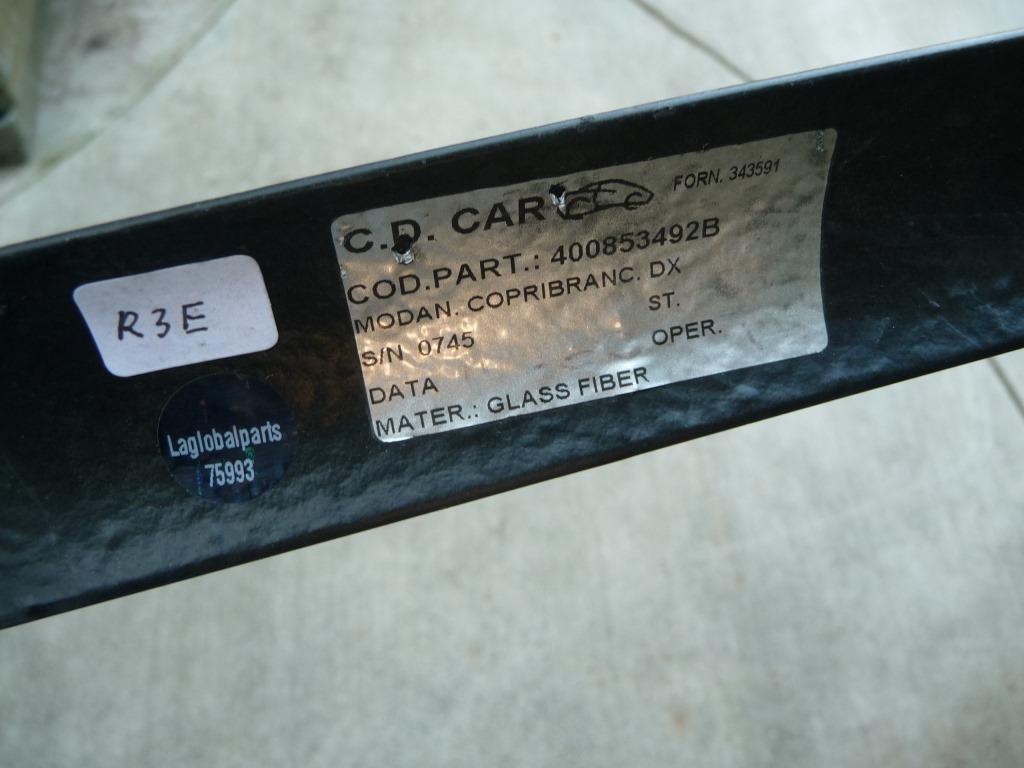 C.D. CAR
FORN. 343591
COD.PART.: 400853492B
MODAN. COPRIBRANC. DX
S/N 0745
ST.
DATA
OPER.
MATER.: GLASS FIBER
R3E
Laglobalparts
75993